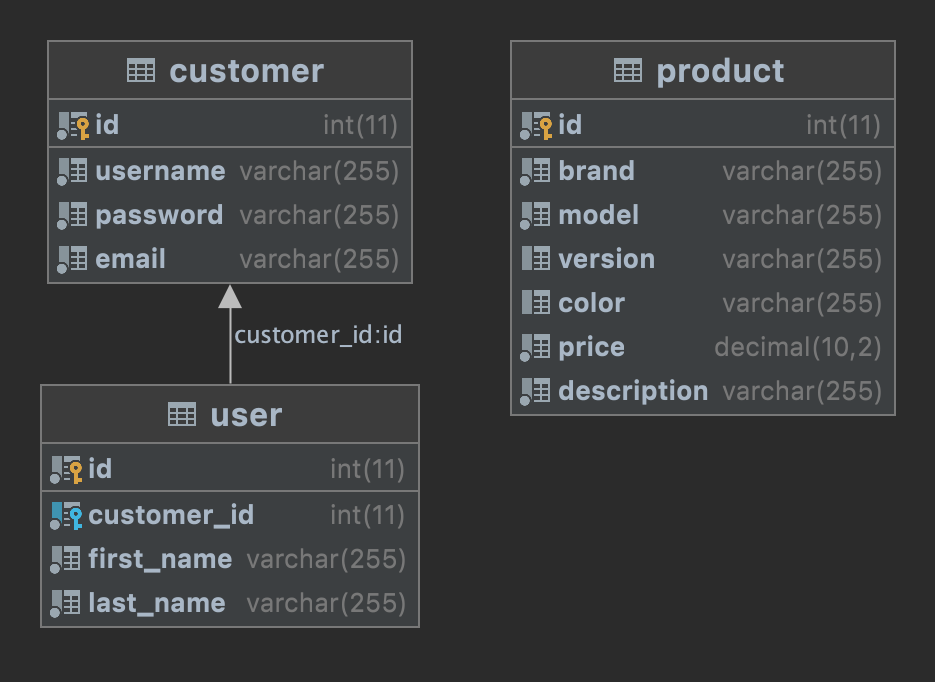 customer
id int(11)
username varchar(255)
password varchar(255)
email varchar(255)
customer_id:id
user
id int(11)
customer_id int(11)
first_name varchar(255)
last_name varchar(255)
product
id int(11)
brand varchar(255)
model varchar(255)
version varchar(255)
color varchar(255)
price decimal(10,2)
description varchar(255)